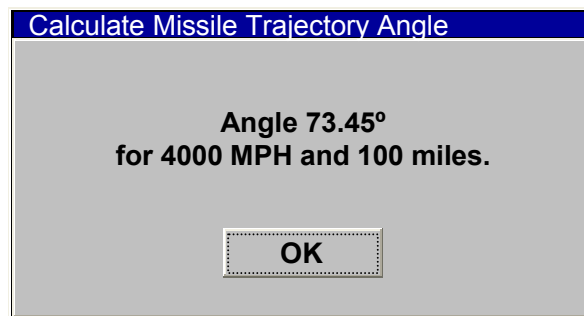 Calculate Missile Trajectory Angle
Angle 73.45º
for 4000 MPH and 100 miles.
OK